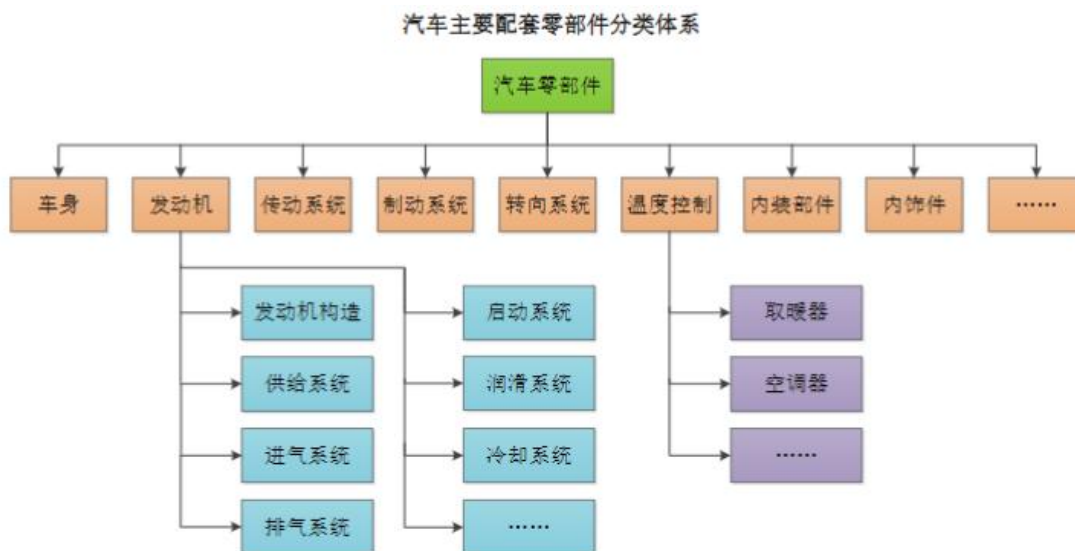 汽车主要配套零部件分类体系
汽车零部件
车身
发动机
传动系统
制动系统
转向系统
温度控制
内装部件
内饰件
……
发动机构造
启动系统
取暖器
供给系统
润滑系统
空调器
进气系统
冷却系统
……
排气系统
……